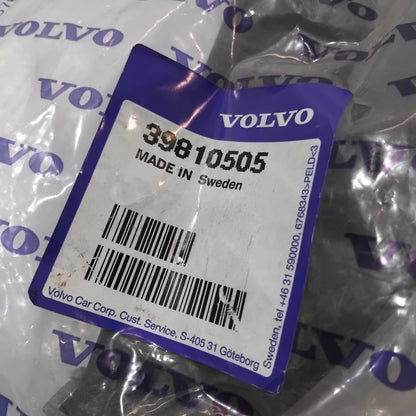 VOLVO
VOLVO
39810505
MADE IN Sweden
Volvo Car Corp. Cust. Service, S-405 31 Göteborg
Sweden, tel +46 31 590000, 6768343>PELD<3
VOLVO
VOLVO
VOLVO
VOLVO